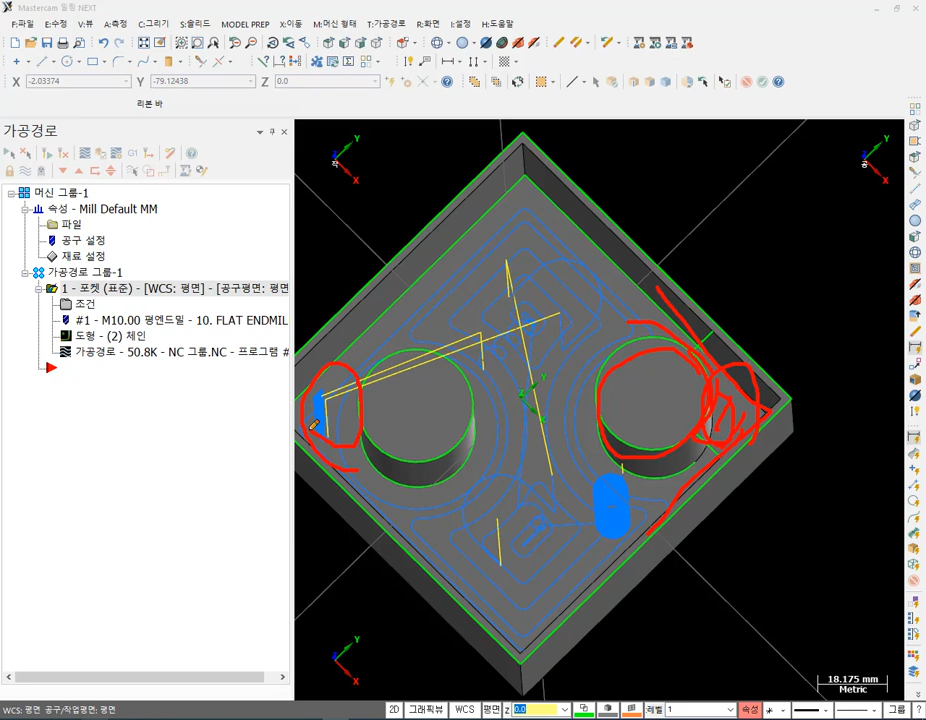 Mastercam 밀링 NEXT
F:파일 E:수정 V:뷰 A:측정 C:그리기 S:솔리드 MODEL PREP X:이동 M:머신 형태 T:가공경로 R:화면 I:설정 H:도움말
X -2.03374 Y -79.12438 Z 0.0
리본 바
가공경로
G1
머신 그룹-1
속성 - Mill Default MM
파일
공구 설정
재료 설정
가공경로 그룹-1
1 - 포켓 (표준) - [WCS: 평면] - [공구평면: 평면
조건
#1 - M10.00 평엔드밀 - 10. FLAT ENDMIL
도형 - (2) 체인
가공경로 - 50.8K - NC 그룹.NC - 프로그램 #
Y
X
Y
X
Y
X
Z
Y
18.175 mm
Metric
WCS: 평면 공구/작업평면: 평면 2D 그래픽뷰 WCS 평면 Z 0.0 레벨 1 속성 그룹 ?